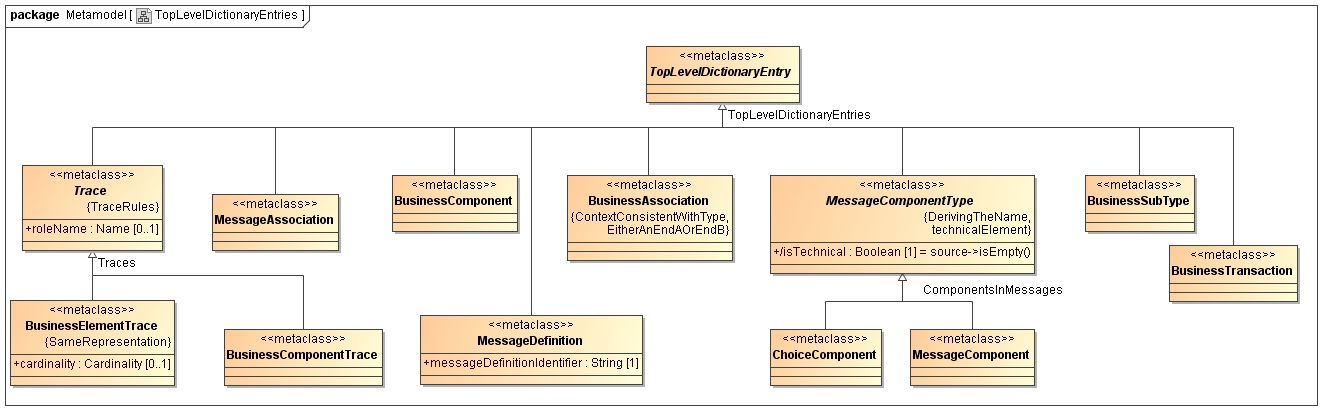 package Metamodel [ TopLevelDictionaryEntries ]
<<metaclass>>
TopLevelDictionaryEntry
TopLevelDictionaryEntries
<<metaclass>>
Trace
{TraceRules}
+roleName : Name [0..1]
<<metaclass>>
MessageAssociation
<<metaclass>>
BusinessComponent
<<metaclass>>
BusinessAssociation
{ContextConsistentWithType,
EitherAnEndAOrEndB}
<<metaclass>>
MessageComponentType
{DerivingTheName,
technicalElement}
+/isTechnical : Boolean [1] = source->isEmpty()
<<metaclass>>
BusinessSubType
<<metaclass>>
BusinessTransaction
Traces
ComponentsInMessages
<<metaclass>>
BusinessElementTrace
{SameRepresentation}
+cardinality : Cardinality [0..1]
<<metaclass>>
BusinessComponentTrace
<<metaclass>>
MessageDefinition
+messageDefinitionIdentifier : String [1]
<<metaclass>>
ChoiceComponent
<<metaclass>>
MessageComponent